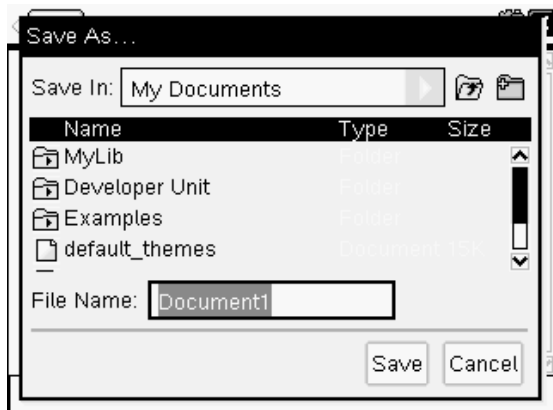 Save As...
Save In: My Documents
Name Type Size
MyLib Folder
Developer Unit Folder
Examples Folder
default_themes Document 15K
File Name: Document1
Save Cancel